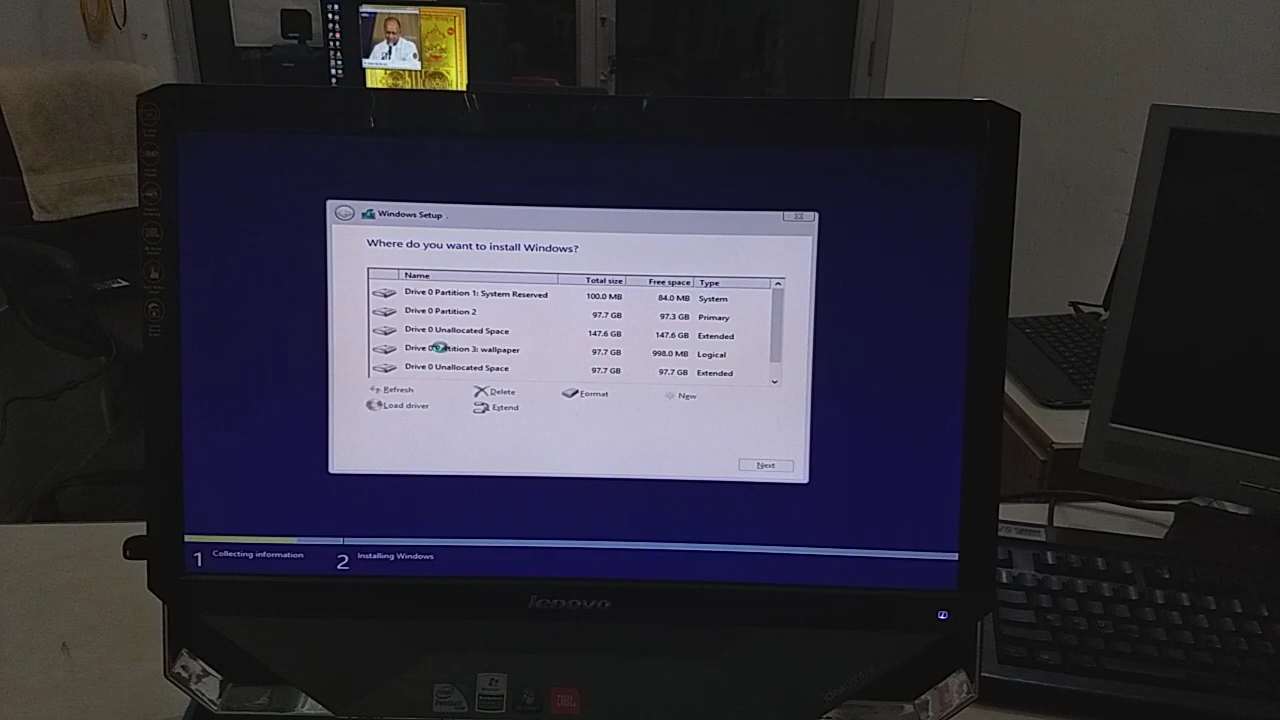 Windows Setup
Where do you want to install Windows?
Name Total size Free space Type
Drive 0 Partition 1: System Reserved 100.0 MB 84.0 MB System
Drive 0 Partition 2 97.7 GB 97.3 GB Primary
Drive 0 Unallocated Space 147.6 GB 147.6 GB Extended
Drive 0 Partition 3: wallpaper 97.7 GB 998.0 MB Logical
Drive 0 Unallocated Space 97.7 GB 97.7 GB Extended
Refresh Delete Format New
Load driver Extend
Next
1 Collecting information 2 Installing Windows
lenovo
JBL